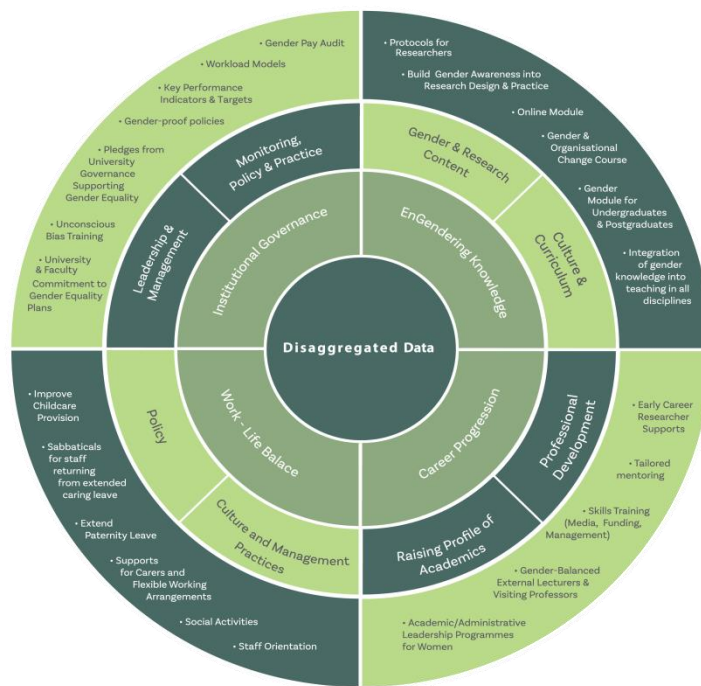 • Gender Pay Audit
• Workload Models
• Key Performance
Indicators & Targets
• Gender-proof policies
• Pledges from
University
Governance
Supporting
Gender Equality
• Unconscious
Bias Training
• University
& Faculty
Commitment to
Gender Equality
Plans
• Protocols for
Researchers
• Build Gender Awareness into
Research Design & Practice
• Online Module
• Gender &
Organisational
Change Course
• Gender
Module for
Undergraduates
& Postgraduates
• Integration
of gender
knowledge into
teaching in all
disciplines
Monitoring,
Policy & Practice
Leadership &
Management
Institutional Governance
Gender & Research
Content
Culture &
Curriculum
EnGendering Knowledge
Disaggregated Data
Work - Life Balace
Policy
Culture and Management
Practices
Career Progression
Professional
Development
Raising Profile of
Academics
• Improve
Childcare
Provision
• Sabbaticals
for staff
returning
from extended
caring leave
• Extend
Paternity Leave
• Supports
for Carers and
Flexible Working
Arrangements
• Social Activities
• Staff Orientation
• Early Career
Researcher
Supports
• Tailored
mentoring
• Skills Training
(Media, Funding,
Management)
• Gender-Balanced
External Lecturers &
Visiting Professors
• Academic/Administrative
Leadership Programmes
for Women